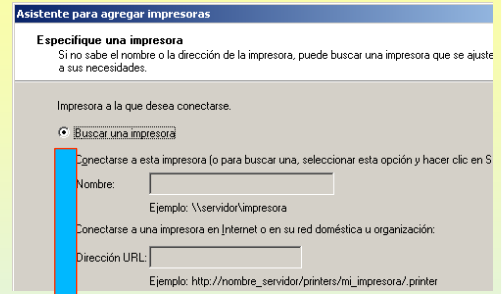 Asistente para agregar impresoras
Especifique una impresora
Si no sabe el nombre o la dirección de la impresora, puede buscar una impresora que se ajuste
a sus necesidades.
Impresora a la que desea conectarse.
Buscar una impresora
Conectarse a esta impresora (o para buscar una, seleccionar esta opción y hacer clic en S
Nombre:
Ejemplo: \\servidor\impresora
Conectarse a una impresora en Internet o en su red doméstica u organización:
Dirección URL:
Ejemplo: http://nombre_servidor/printers/mi_impresora/.printer